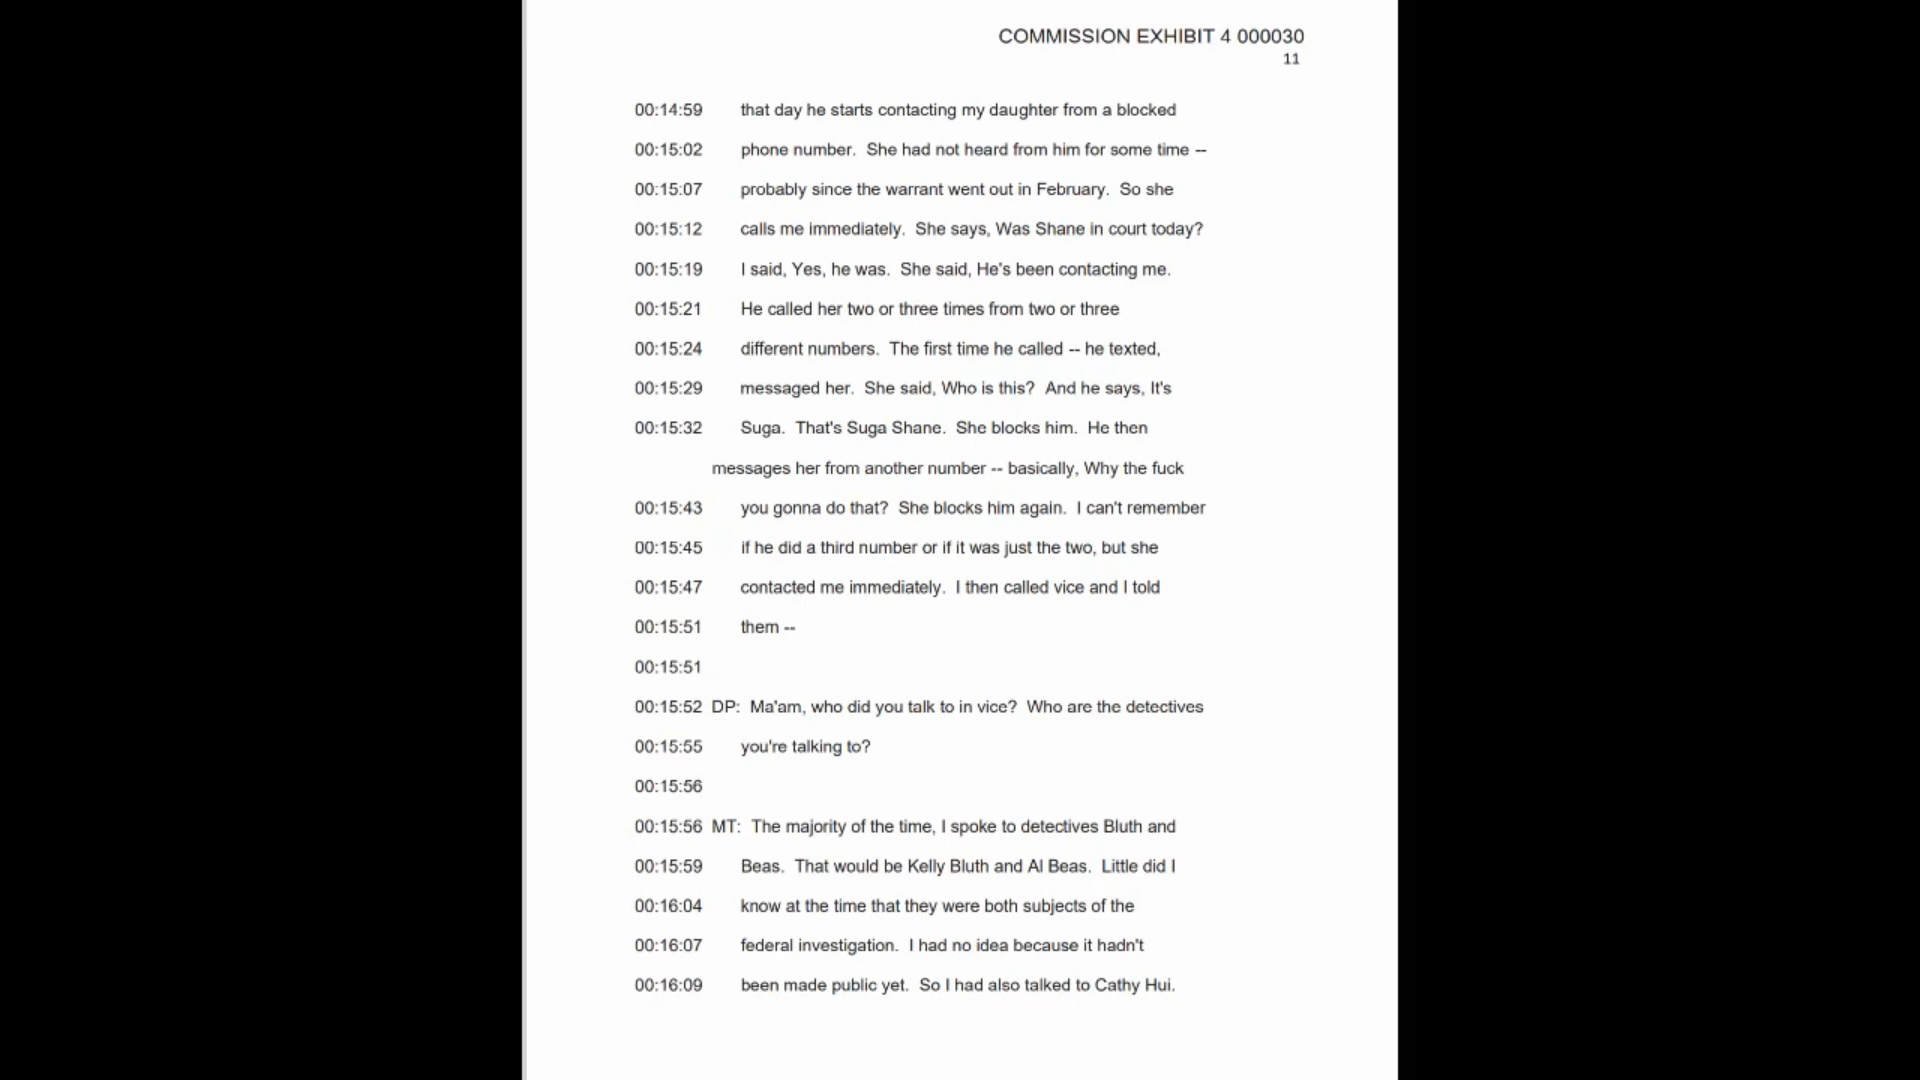 COMMISSION EXHIBIT 4 000030
11
00:14:59 that day he starts contacting my daughter from a blocked
00:15:02 phone number. She had not heard from him for some time --
00:15:07 probably since the warrant went out in February. So she
00:15:12 calls me immediately. She says, Was Shane in court today?
00:15:19 I said, Yes, he was. She said, He's been contacting me.
00:15:21 He called her two or three times from two or three
00:15:24 different numbers. The first time he called -- he texted,
00:15:29 messaged her. She said, Who is this? And he says, It's
00:15:32 Suga. That's Suga Shane. She blocks him. He then
messages her from another number -- basically, Why the fuck
00:15:43 you gonna do that? She blocks him again. I can't remember
00:15:45 if he did a third number or if it was just the two, but she
00:15:47 contacted me immediately. I then called vice and I told
00:15:51 them --
00:15:51
00:15:52 DP: Ma'am, who did you talk to in vice? Who are the detectives
00:15:55 you're talking to?
00:15:56
00:15:56 MT: The majority of the time, I spoke to detectives Bluth and
00:15:59 Beas. That would be Kelly Bluth and Al Beas. Little did I
00:16:04 know at the time that they were both subjects of the
00:16:07 federal investigation. I had no idea because it hadn't
00:16:09 been made public yet. So I had also talked to Cathy Hui.